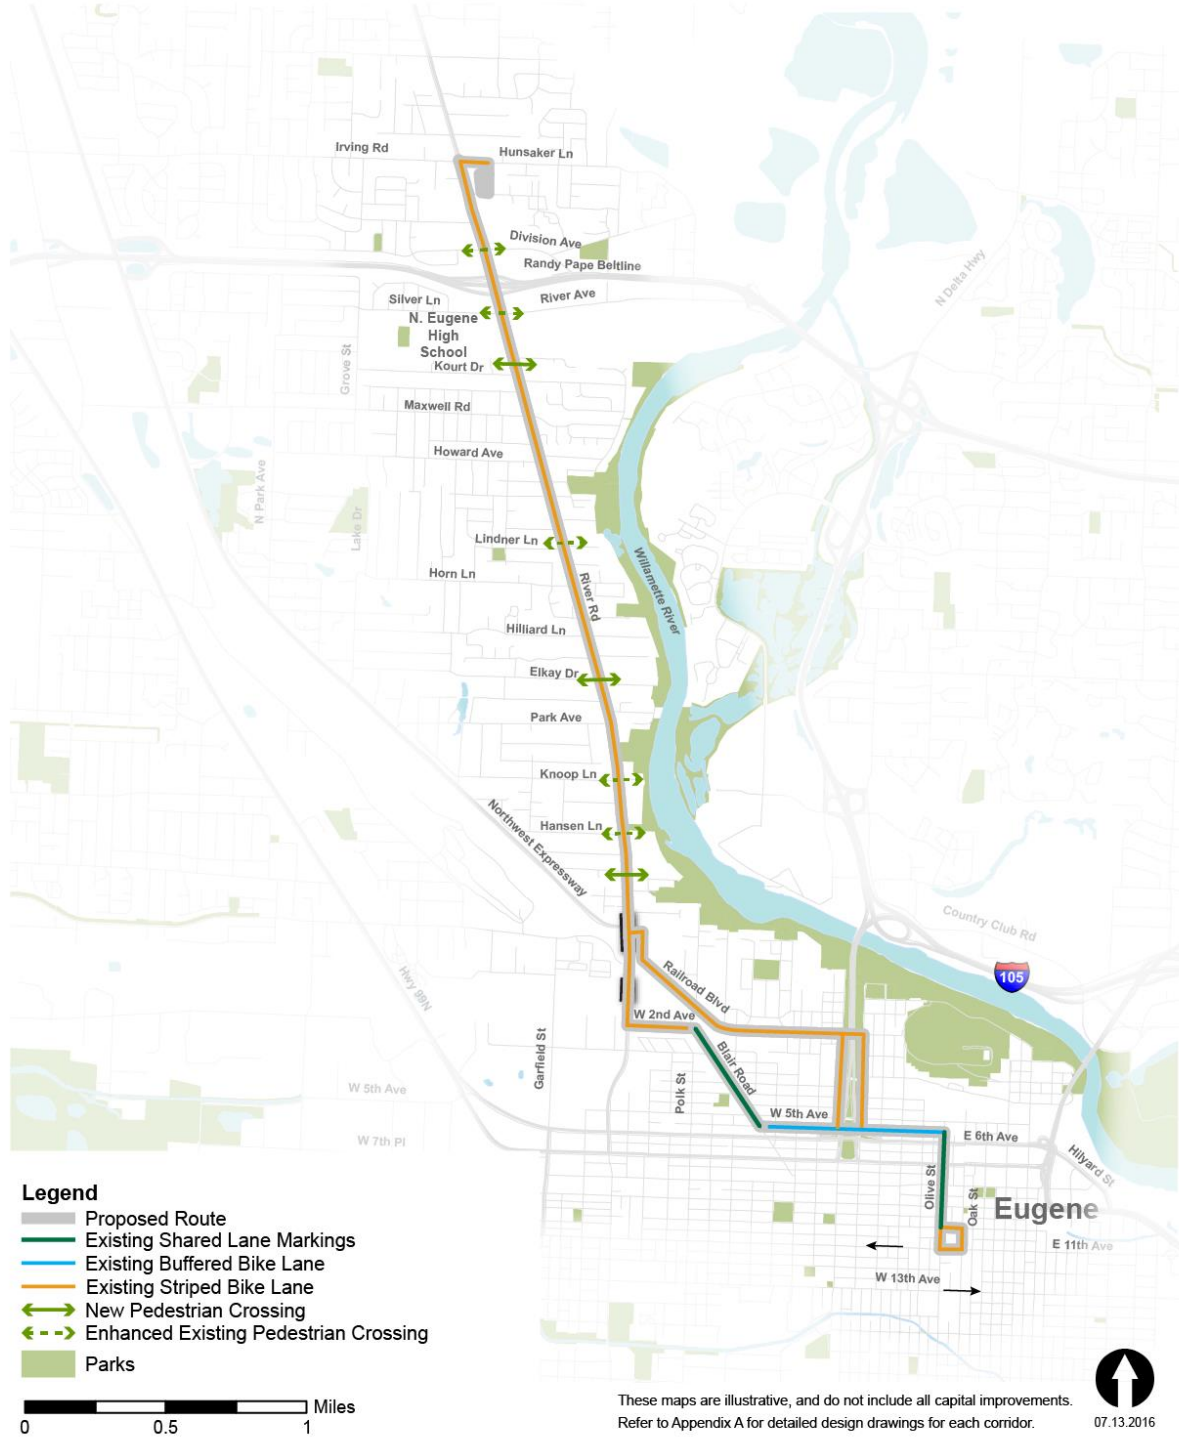 Irving Rd
Hunsaker Ln
Division Ave
Randy Pape Beltline
N Delta Hwy
Silver Ln
River Ave
N. Eugene
High
School
Grove St
Kourt Dr
Maxwell Rd
Howard Ave
N Park Ave
Lake Dr
Lindner Ln
Horn Ln
River Rd
Willamette River
Hilliard Ln
Elkay Dr
Park Ave
Knoop Ln
Northwest Expressway
Hansen Ln
Country Club Rd
105
Hwy 99N
Railroad Blvd
W 2nd Ave
Garfield St
Blair Road
Polk St
W 5th Ave
W 5th Ave
W 7th Pl
E 6th Ave
Hilyard St
Olive St
Oak St
Eugene
E 11th Ave
W 13th Ave
Legend
Proposed Route
Existing Shared Lane Markings
Existing Buffered Bike Lane
Existing Striped Bike Lane
New Pedestrian Crossing
Enhanced Existing Pedestrian Crossing
Parks
Miles
0 0.5 1
These maps are illustrative, and do not include all capital improvements.
Refer to Appendix A for detailed design drawings for each corridor.
07.13.2016